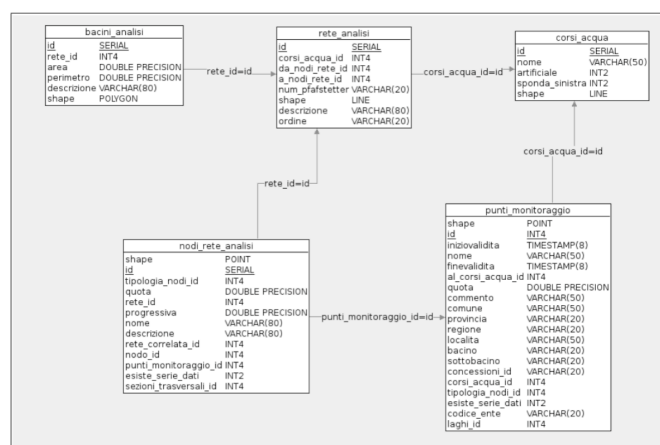 bacini_analisi
id SERIAL
rete_id INT4
area DOUBLE PRECISION
perimetro DOUBLE PRECISION
descrizione VARCHAR(80)
shape POLYGON
rete_id=id
rete_analisi
id SERIAL
corsi_acqua_id INT4
da_nodi_rete_id INT4
a_nodi_rete_id INT4
num_pfafstetter VARCHAR(20)
shape LINE
descrizione VARCHAR(80)
ordine VARCHAR(20)
corsi_acqua_id=id
corsi_acqua
id SERIAL
nome VARCHAR(50)
artificiale INT2
sponda_sinistra INT2
shape LINE
corsi_acqua_id=id
rete_id=id
nodi_rete_analisi
shape POINT
id SERIAL
tipologia_nodi_id INT4
quota DOUBLE PRECISION
rete_id INT4
progressiva DOUBLE PRECISION
nome VARCHAR(80)
descrizione VARCHAR(80)
rete_correlata_id INT4
nodo_id INT4
punti_monitoraggio_id INT4
esiste_serie_dati INT2
sezioni_trasversali_id INT4
punti_monitoraggio_id=id
punti_monitoraggio
shape POINT
id INT4
iniziovalidita TIMESTAMP(8)
nome VARCHAR(50)
finevalidita TIMESTAMP(8)
al_corsi_acqua_id INT4
quota DOUBLE PRECISION
commento VARCHAR(50)
comune VARCHAR(50)
provincia VARCHAR(20)
regione VARCHAR(20)
localita VARCHAR(50)
bacino VARCHAR(20)
sottobacino VARCHAR(20)
concessioni_id VARCHAR(20)
corsi_acqua_id INT4
tipologia_nodi_id INT4
esiste_serie_dati INT2
codice_ente VARCHAR(20)
laghi_id INT4